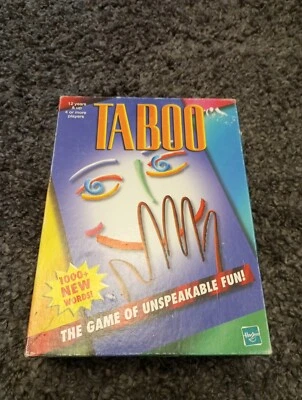 12 years
& up
4 or more
players
TABOO
1000+
NEW
WORDS!
THE GAME OF UNSPEAKABLE FUN!
Hasbro